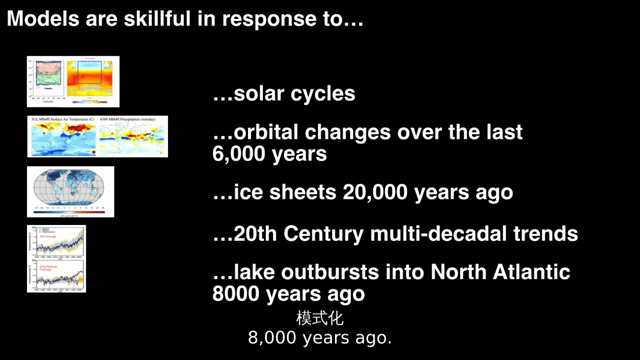 Models are skillful in response to…
…solar cycles
…orbital changes over the last
6,000 years
…ice sheets 20,000 years ago
…20th Century multi-decadal trends
…lake outbursts into North Atlantic
8000 years ago
模式化
8,000 years ago.